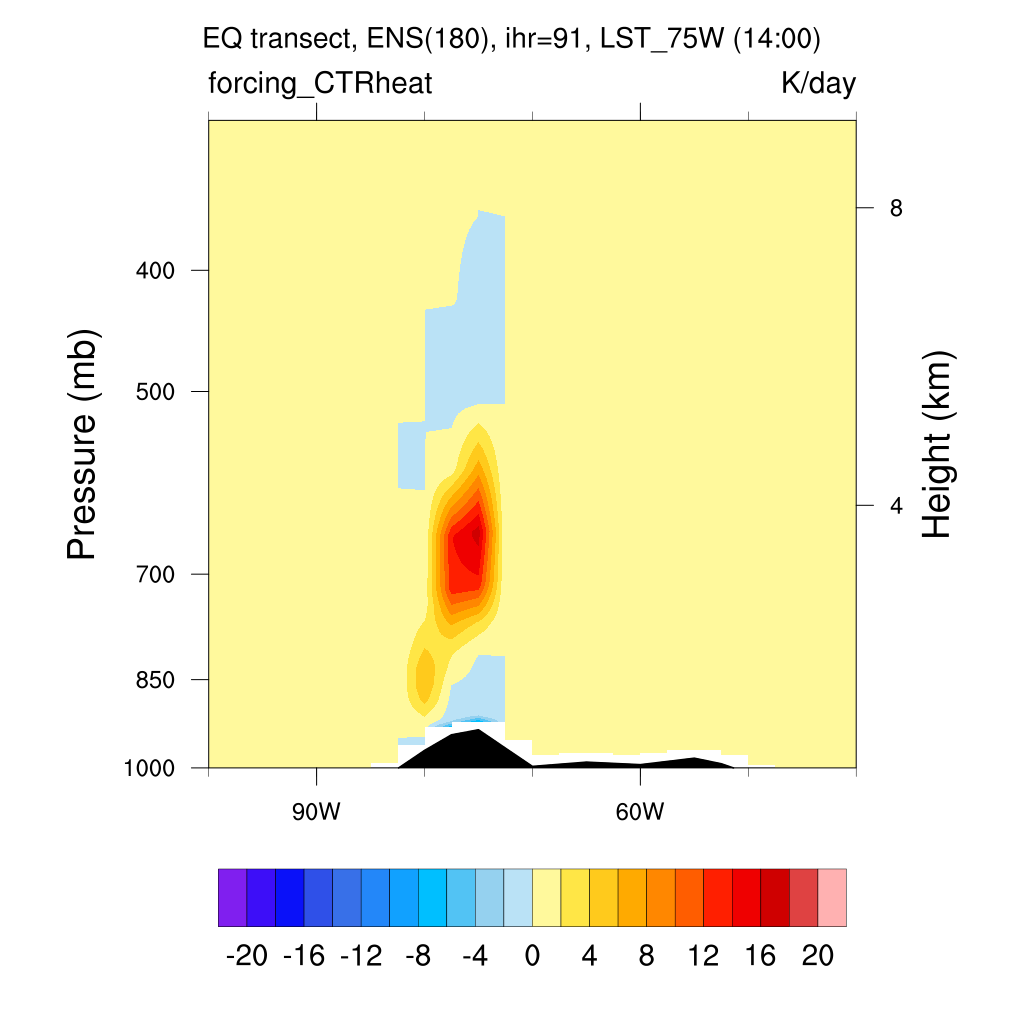 EQ transect, ENS(180), ihr=91, LST_75W (14:00)
forcing_CTRheat K/day
8
400
500
4
700
850
1000
Pressure (mb)
Height (km)
90W 60W
-20 -16 -12 -8 -4 0 4 8 12 16 20